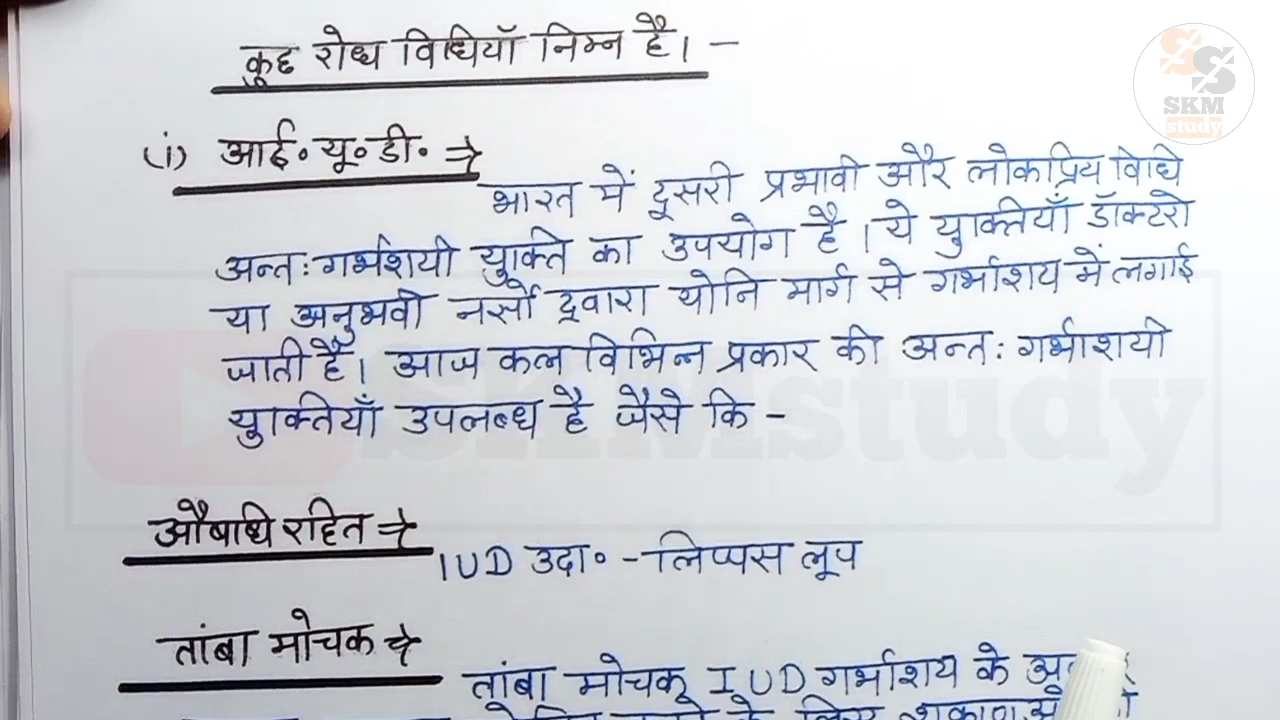 कुछ रोध विधियाँ निम्न है। -
SKM
study
(i) आई॰ यू॰ डी॰ →
भारत में दूसरी प्रभावी और लोकप्रिय विधि
अन्तः गर्भशयी युक्ति का उपयोग है। ये युक्तियाँ डॉक्टरो
या अनुभवी नर्सो द्वारा योनि मार्ग से गर्भाशय में लगाई
जाती है। आज कल विभिन्न प्रकार की अन्तः गर्भाशयी
युक्तियाँ उपलब्ध है जैसे कि -
SKMstudy
औषधि रहित →
IUD उदा॰ - लिप्पस लूप
तांबा मोचक →
तांबा मोचक IUD गर्भाशय के
के लिए